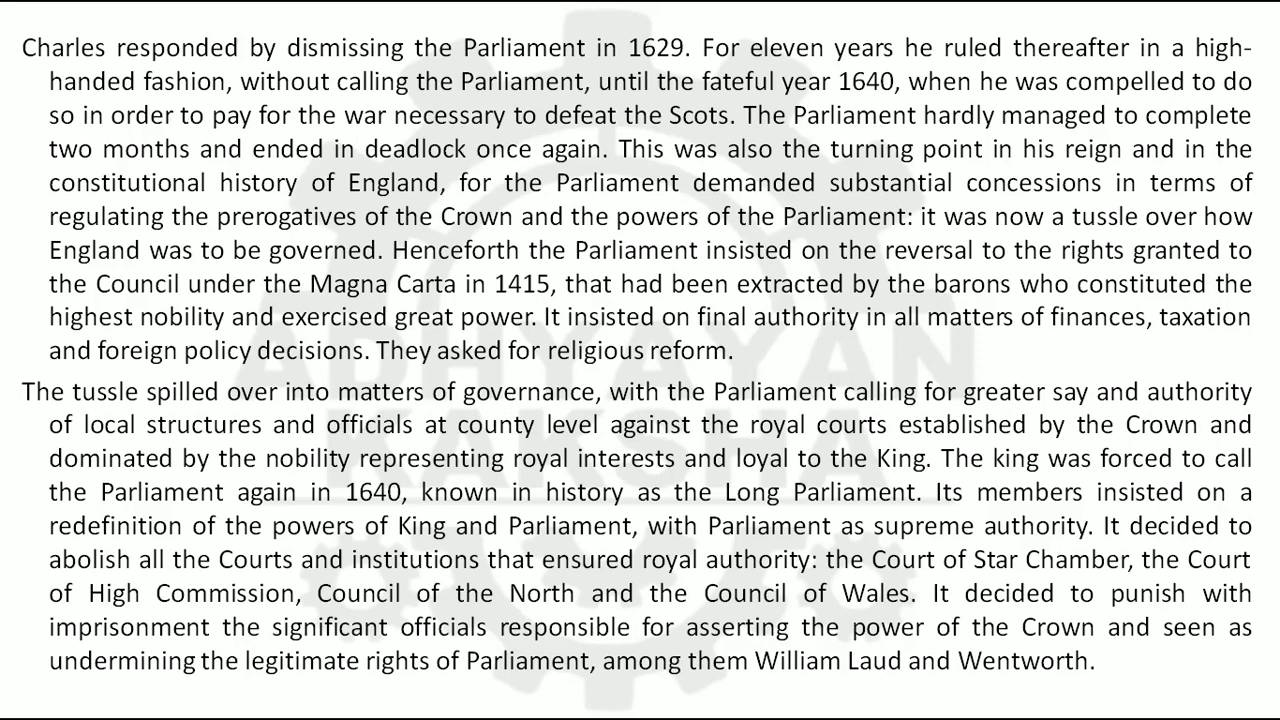 Charles responded by dismissing the Parliament in 1629. For eleven years he ruled thereafter in a high-
handed fashion, without calling the Parliament, until the fateful year 1640, when he was compelled to do
so in order to pay for the war necessary to defeat the Scots. The Parliament hardly managed to complete
two months and ended in deadlock once again. This was also the turning point in his reign and in the
constitutional history of England, for the Parliament demanded substantial concessions in terms of
regulating the prerogatives of the Crown and the powers of the Parliament: it was now a tussle over how
England was to be governed. Henceforth the Parliament insisted on the reversal to the rights granted to
the Council under the Magna Carta in 1415, that had been extracted by the barons who constituted the
highest nobility and exercised great power. It insisted on final authority in all matters of finances, taxation
and foreign policy decisions. They asked for religious reform.
The tussle spilled over into matters of governance, with the Parliament calling for greater say and authority
of local structures and officials at county level against the royal courts established by the Crown and
dominated by the nobility representing royal interests and loyal to the King. The king was forced to call
the Parliament again in 1640, known in history as the Long Parliament. Its members insisted on a
redefinition of the powers of King and Parliament, with Parliament as supreme authority. It decided to
abolish all the Courts and institutions that ensured royal authority: the Court of Star Chamber, the Court
of High Commission, Council of the North and the Council of Wales. It decided to punish with
imprisonment the significant officials responsible for asserting the power of the Crown and seen as
undermining the legitimate rights of Parliament, among them William Laud and Wentworth.
ADHYAYAN
KAKSHA